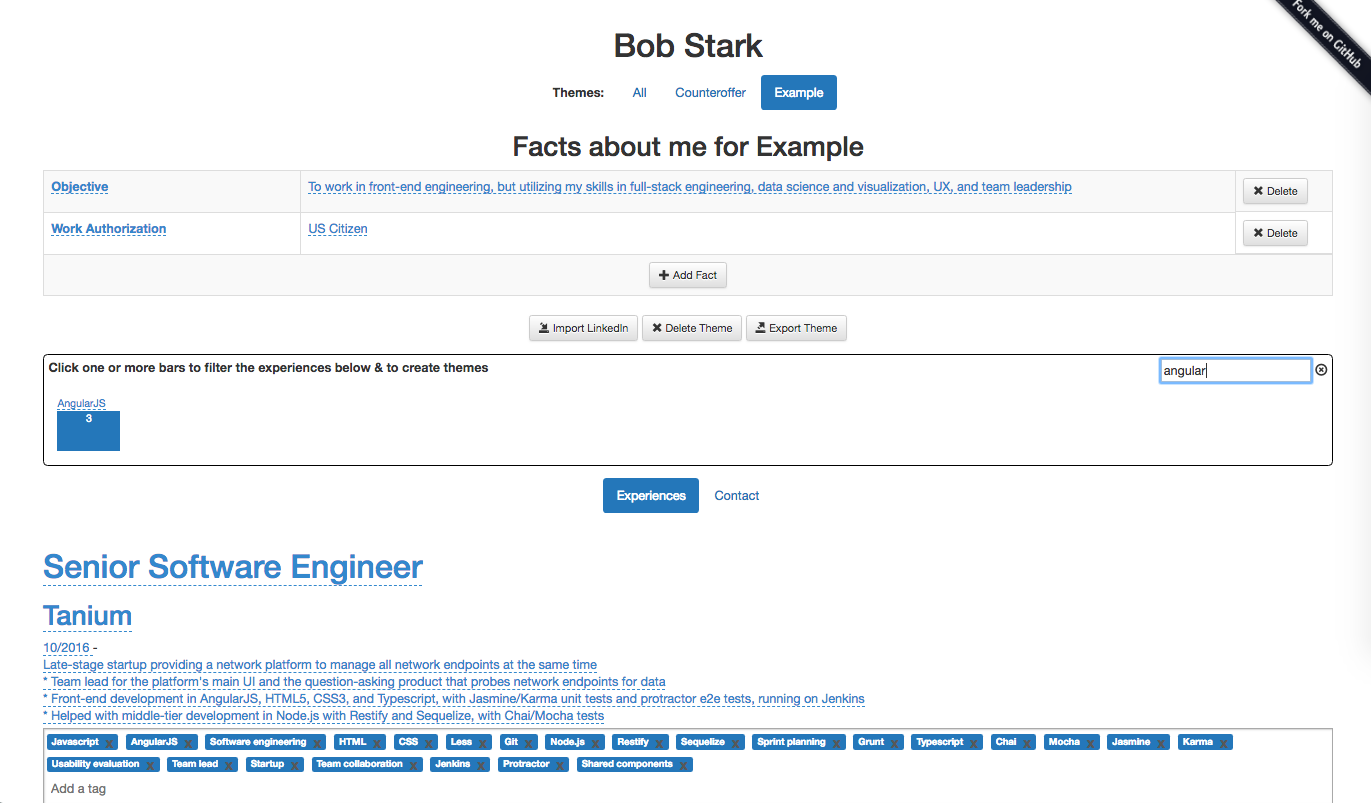 Fork me on GitHub
Bob Stark
Themes: All Counteroffer Example
Facts about me for Example
Objective To work in front-end engineering, but utilizing my skills in full-stack engineering, data science and visualization, UX, and team leadership Delete
Work Authorization US Citizen Delete
Add Fact
Import LinkedIn Delete Theme Export Theme
Click one or more bars to filter the experiences below & to create themes angular
AngularJS
3
Experiences Contact
Senior Software Engineer
Tanium
10/2016 -
Late-stage startup providing a network platform to manage all network endpoints at the same time
* Team lead for the platform's main UI and the question-asking product that probes network endpoints for data
* Front-end development in AngularJS, HTML5, CSS3, and Typescript, with Jasmine/Karma unit tests and protractor e2e tests, running on Jenkins
* Helped with middle-tier development in Node.js with Restify and Sequelize, with Chai/Mocha tests
Javascript x AngularJS x Software engineering x HTML x CSS x Less x Git x Node.js x Restify x Sequelize x Sprint planning x Grunt x Typescript x Chai x Mocha x Jasmine x Karma x
Usability evaluation x Team lead x Startup x Team collaboration x Jenkins x Protractor x Shared components x
Add a tag